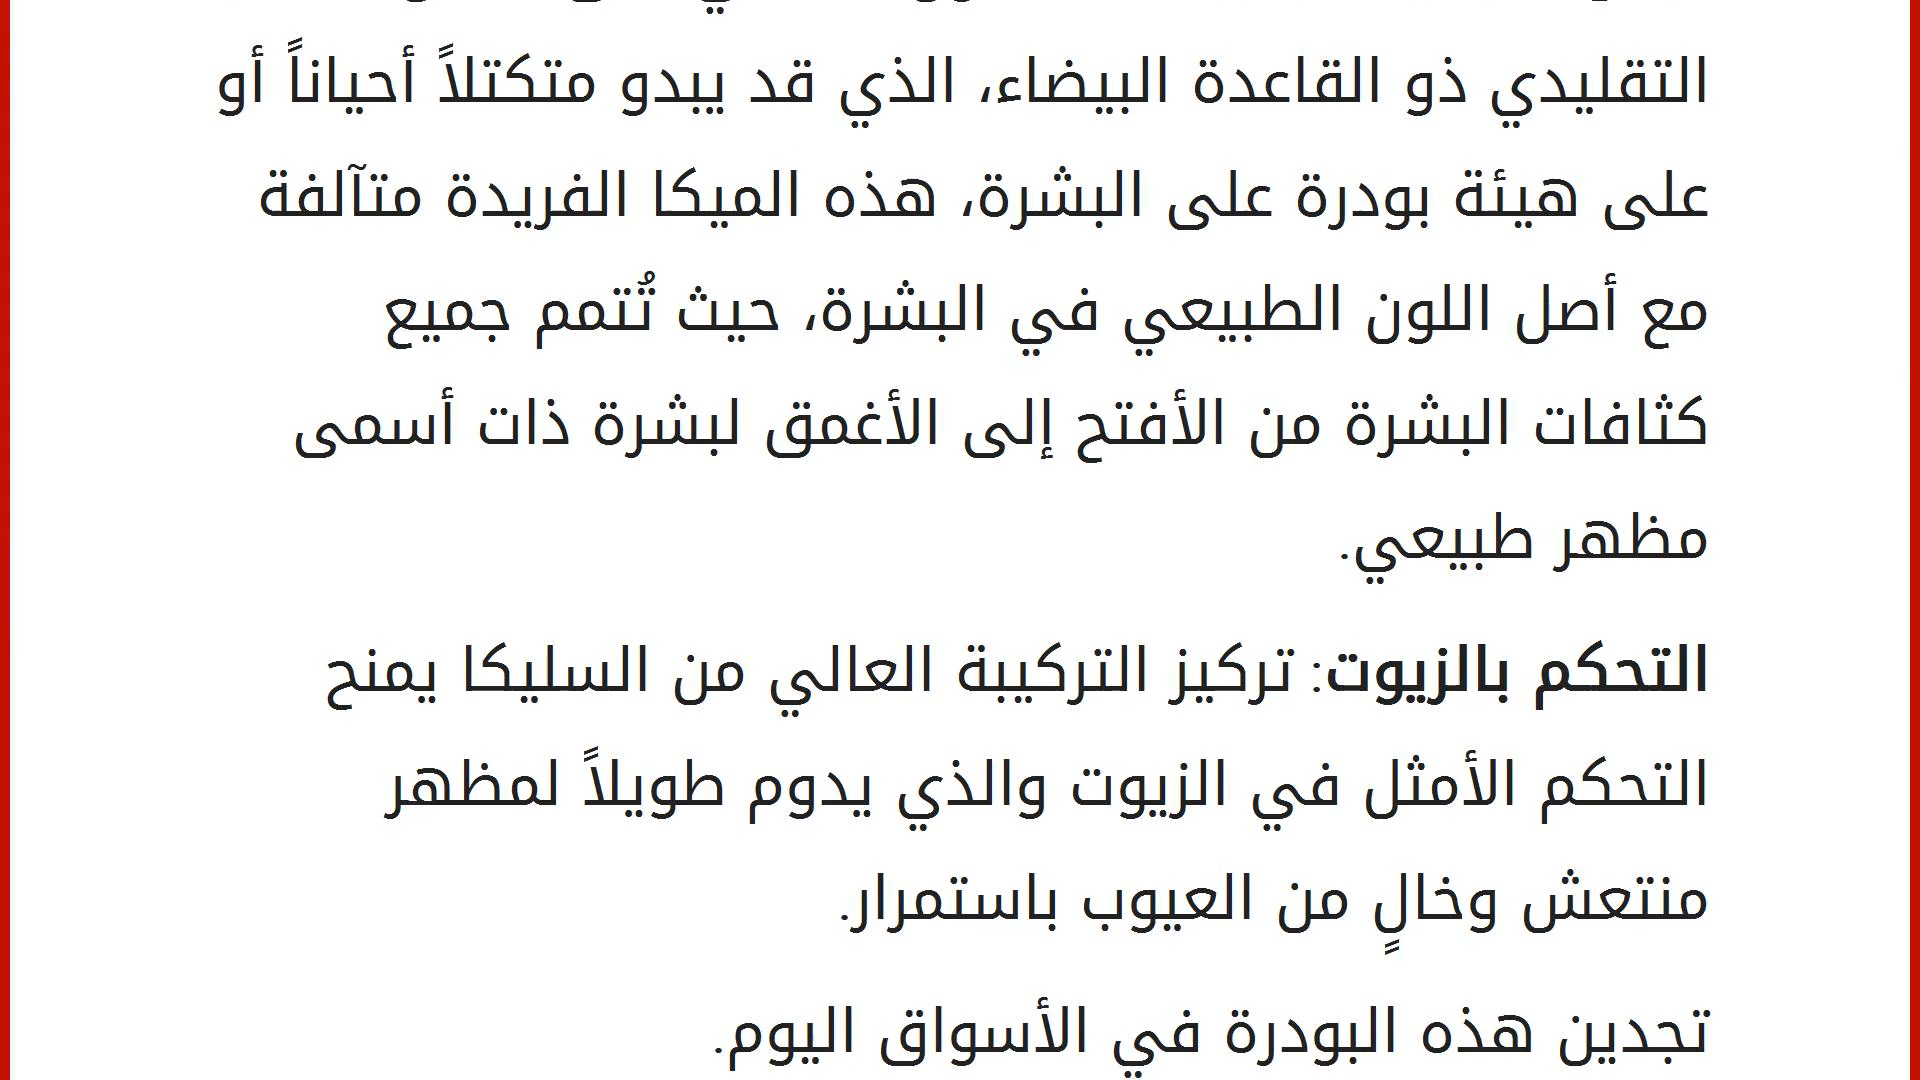 التقليدي ذو القاعدة البيضاء، الذي قد يبدو متكتلاً أحياناً أو
على هيئة بودرة على البشرة، هذه الميكا الفريدة متآلفة
مع أصل اللون الطبيعي في البشرة، حيث تُتمم جميع
كثافات البشرة من الأفتح إلى الأغمق لبشرة ذات أسمى
مظهر طبيعي.
التحكم بالزيوت: تركيز التركيبة العالي من السليكا يمنح
التحكم الأمثل في الزيوت والذي يدوم طويلاً لمظهر
منتعش وخالٍ من العيوب باستمرار.
تجدين هذه البودرة في الأسواق اليوم.